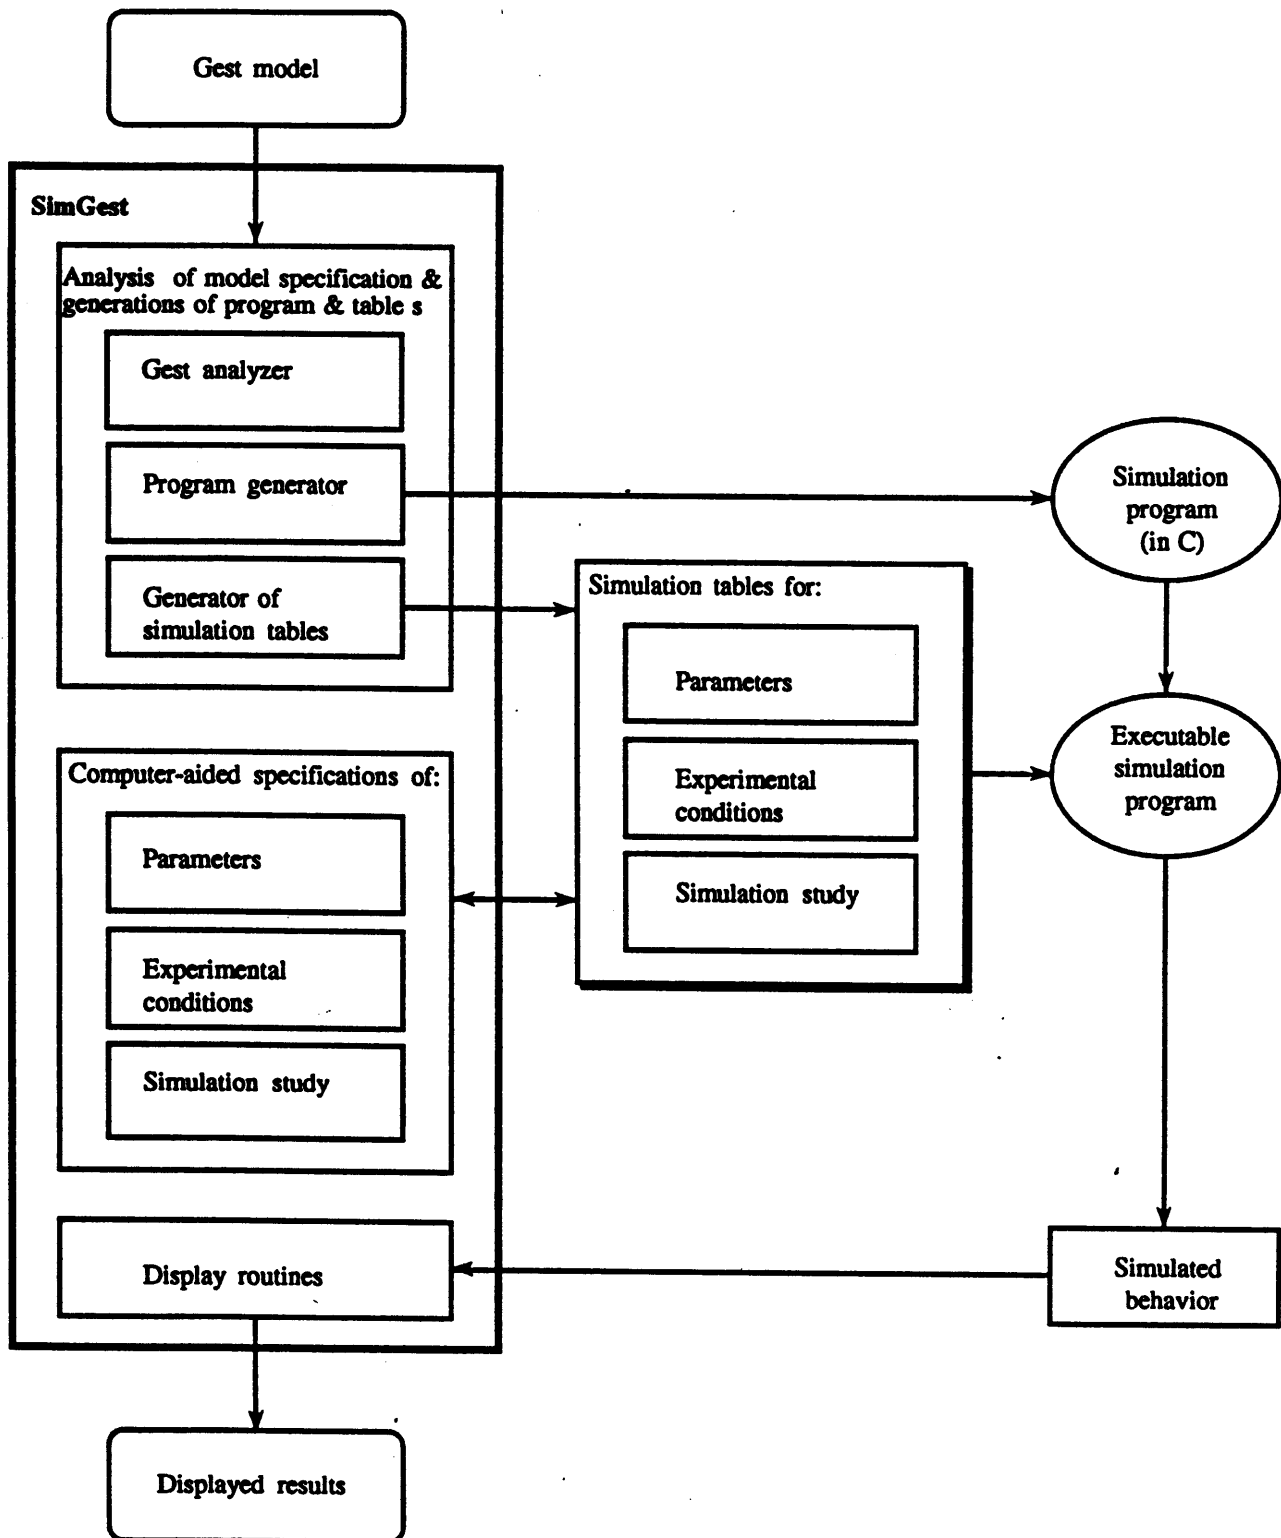 Gest model
SimGest
Analysis of model specification &
generations of program & table s
Gest analyzer
Program generator
Generator of
simulation tables
Simulation
program
(in C)
Simulation tables for:
Parameters
Experimental
conditions
Simulation study
Executable
simulation
program
Computer-aided specifications of:
Parameters
Experimental
conditions
Simulation study
Display routines
Simulated
behavior
Displayed results